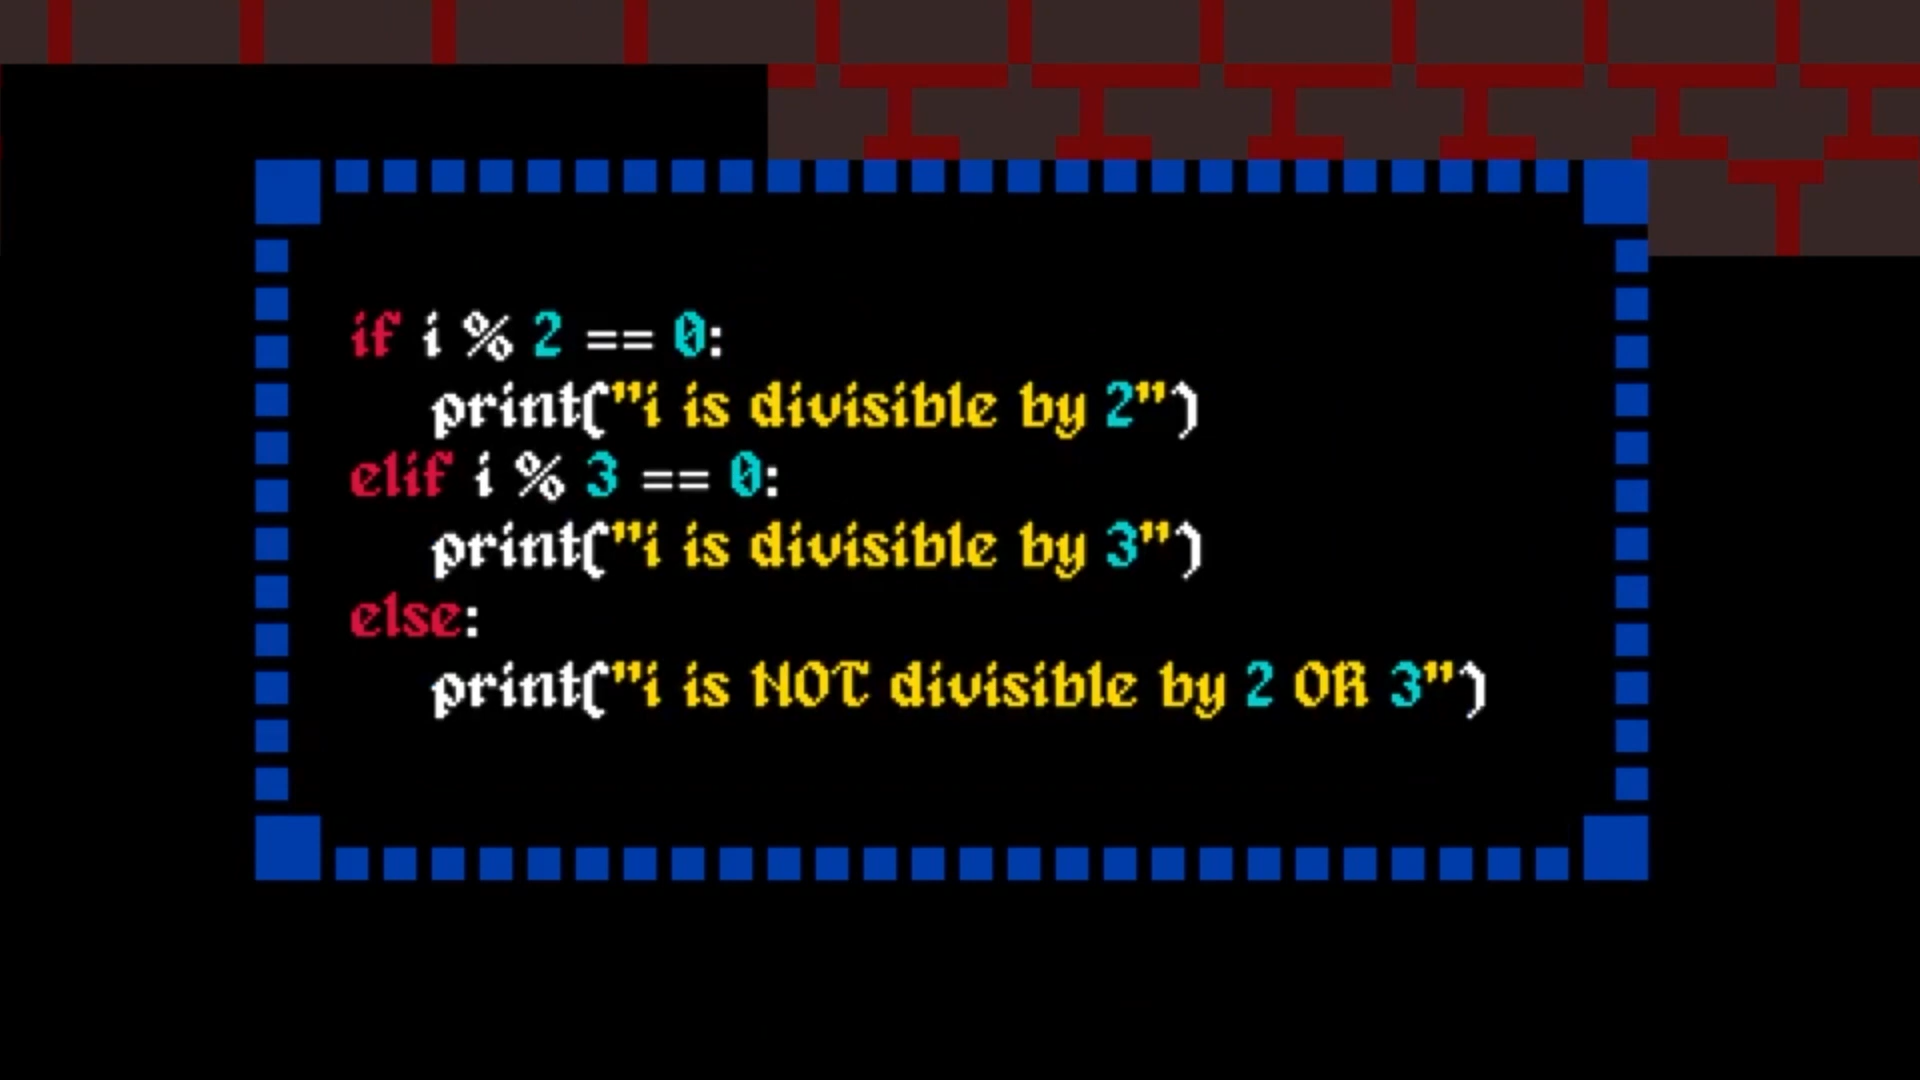 if i % 2 == 0:
    print("i is divisible by 2")
elif i % 3 == 0:
    print("i is divisible by 3")
else:
    print("i is NOT divisible by 2 OR 3")